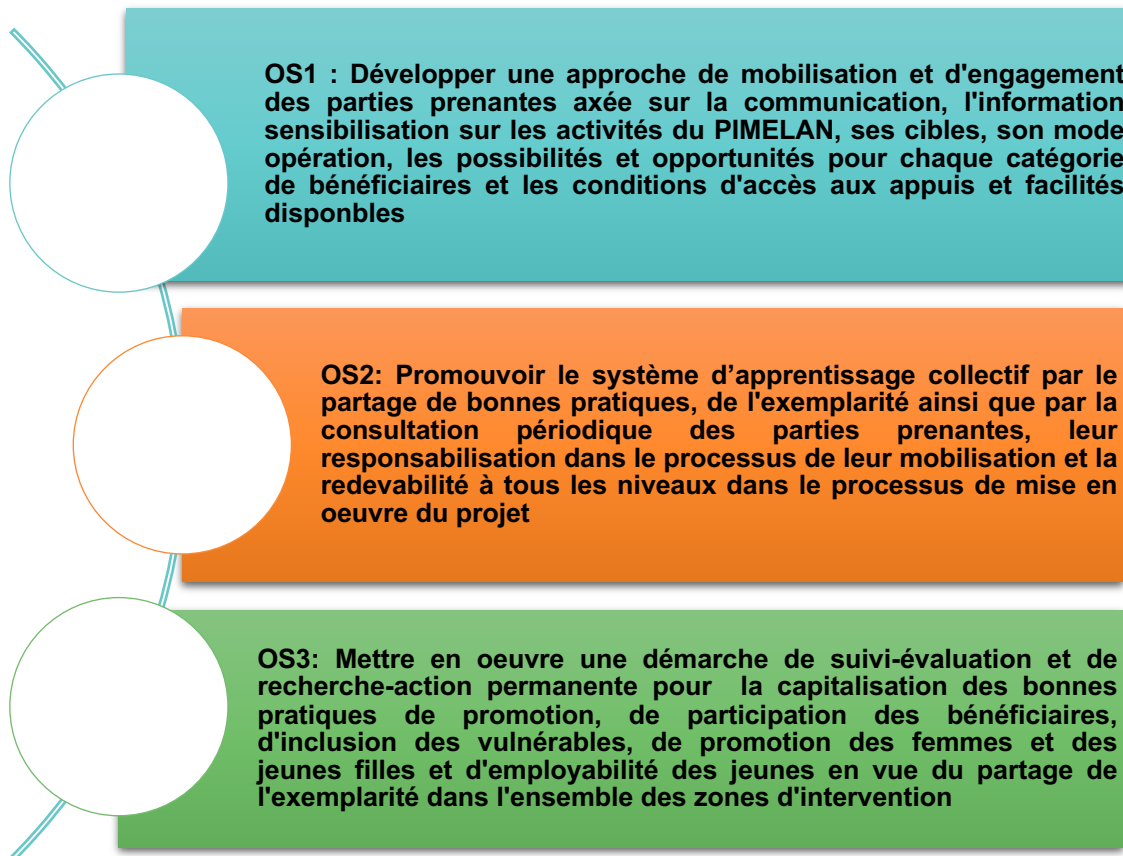 OS1 : Développer une approche de mobilisation et d'engagement
des parties prenantes axée sur la communication, l'information
sensibilisation sur les activités du PIMELAN, ses cibles, son mode
opération, les possibilités et opportunités pour chaque catégorie
de bénéficiaires et les conditions d'accès aux appuis et facilités
disponbles
OS2: Promouvoir le système d’apprentissage collectif par le
partage de bonnes pratiques, de l'exemplarité ainsi que par la
consultation périodique des parties prenantes, leur
responsabilisation dans le processus de leur mobilisation et la
redevabilité à tous les niveaux dans le processus de mise en
oeuvre du projet
OS3: Mettre en oeuvre une démarche de suivi-évaluation et de
recherche-action permanente pour la capitalisation des bonnes
pratiques de promotion, de participation des bénéficiaires,
d'inclusion des vulnérables, de promotion des femmes et des
jeunes filles et d'employabilité des jeunes en vue du partage de
l'exemplarité dans l'ensemble des zones d'intervention